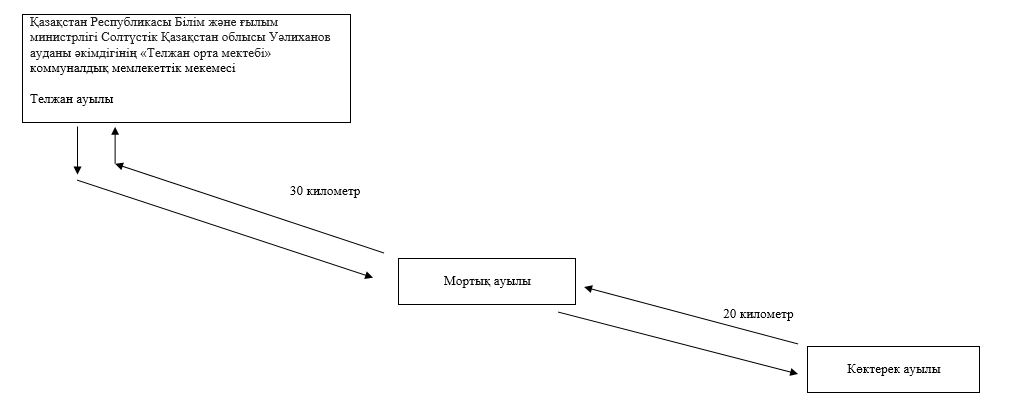 Қазақстан Республикасы Білім және ғылым
министрлігі Солтүстік Қазақстан облысы Уәлиханов
ауданы әкімдігінің «Телжан орта мектебі»
коммуналдық мемлекеттік мекемесі
Телжан ауылы
30 километр
Мортық ауылы
20 километр
Көктерек ауылы